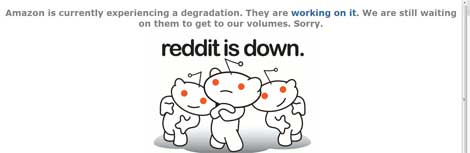 Amazon is currently experiencing a degradation. They are working on it. We are still waiting
on them to get to our volumes. Sorry.
reddit is down.